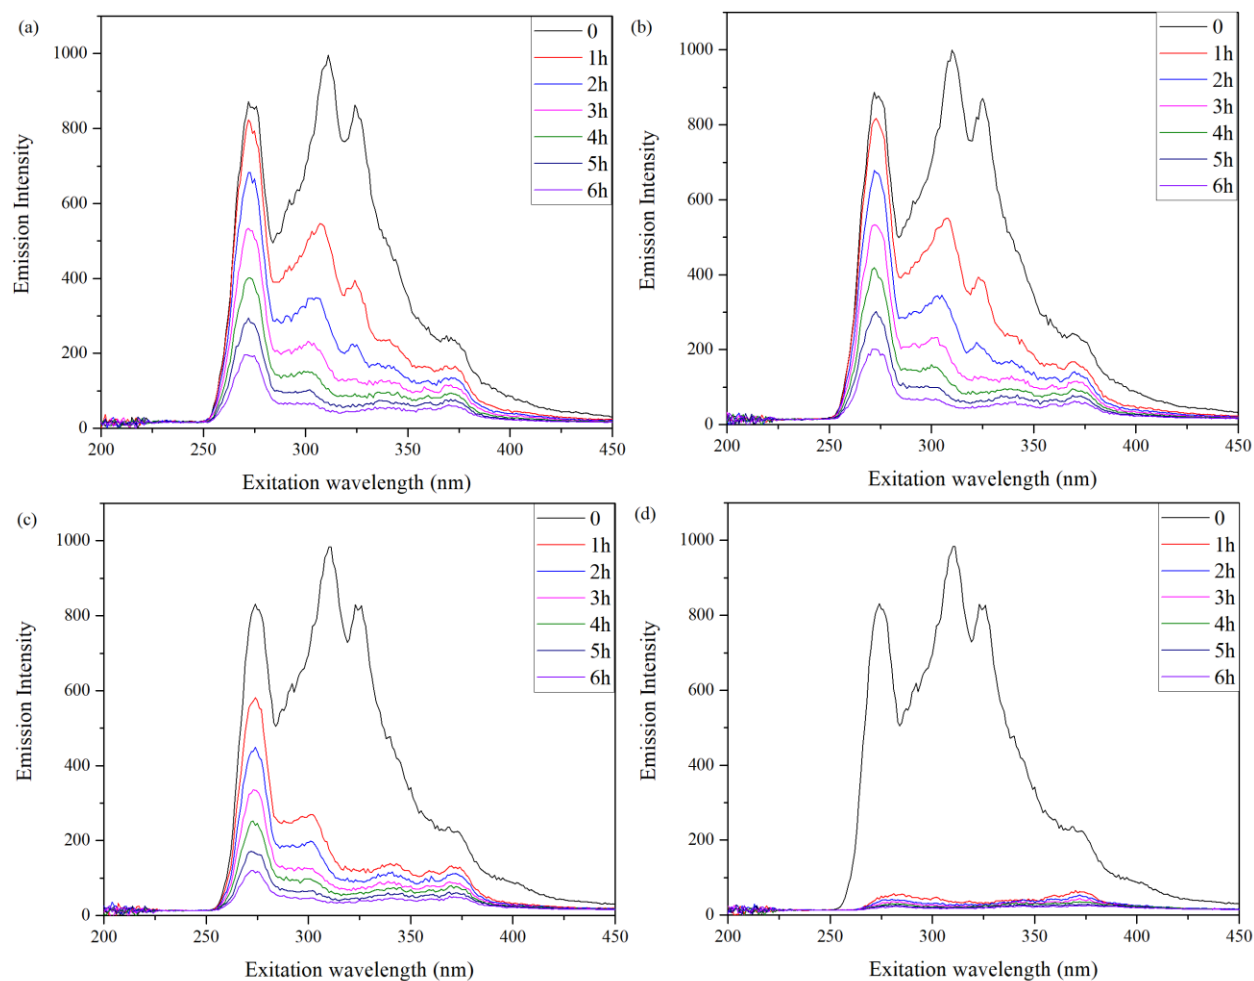 (a)
0
1h
2h
3h
4h
5h
6h
1000
800
600
400
200
0
Emission Intensity
200 250 300 350 400 450
Exitation wavelength (nm)
(b)
0
1h
2h
3h
4h
5h
6h
1000
800
600
400
200
0
Emission Intensity
200 250 300 350 400 450
Exitation wavelength (nm)
(c)
0
1h
2h
3h
4h
5h
6h
1000
800
600
400
200
0
Emission Intensity
200 250 300 350 400 450
Exitation wavelength (nm)
(d)
0
1h
2h
3h
4h
5h
6h
1000
800
600
400
200
0
Emission Intensity
200 250 300 350 400 450
Exitation wavelength (nm)